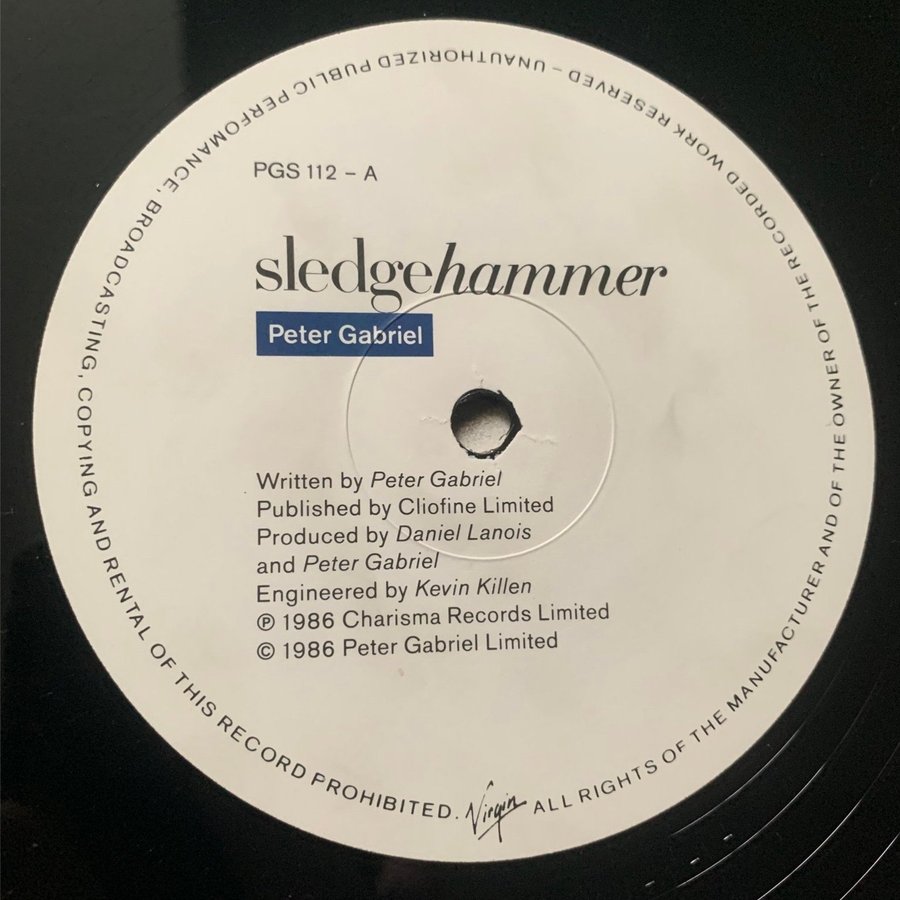 PGS 112 – A
sledgehammer
Peter Gabriel
Written by Peter Gabriel
Published by Cliofine Limited
Produced by Daniel Lanois
and Peter Gabriel
Engineered by Kevin Killen
℗ 1986 Charisma Records Limited
© 1986 Peter Gabriel Limited
Virgin
ALL RIGHTS OF THE MANUFACTURER AND OF THE OWNER OF THE RECORDED WORK RESERVED – UNAUTHORIZED PUBLIC PERFOMANCE, BROADCASTING, COPYING AND RENTAL OF THIS RECORD PROHIBITED.